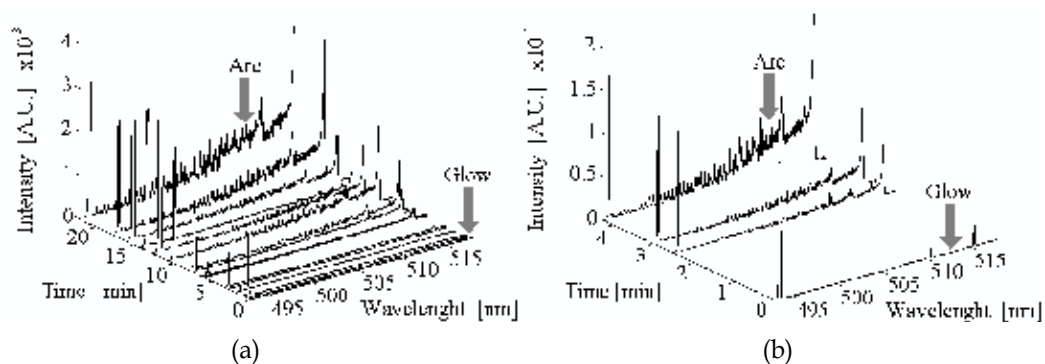 Intensity [A.U.] x10³
4
3
2
0
Arc
Glow
20
15
10
5
0
Time min]
495
500
505
510
515
Wavelenght [nm]
(a)
Intensity [A.U.]
2
1.5
1
0.5
0
Arc
Glow
4
3
2
1
0
Time [min]
495
500
505
510
515
Wavelenght. [nm]
(b)